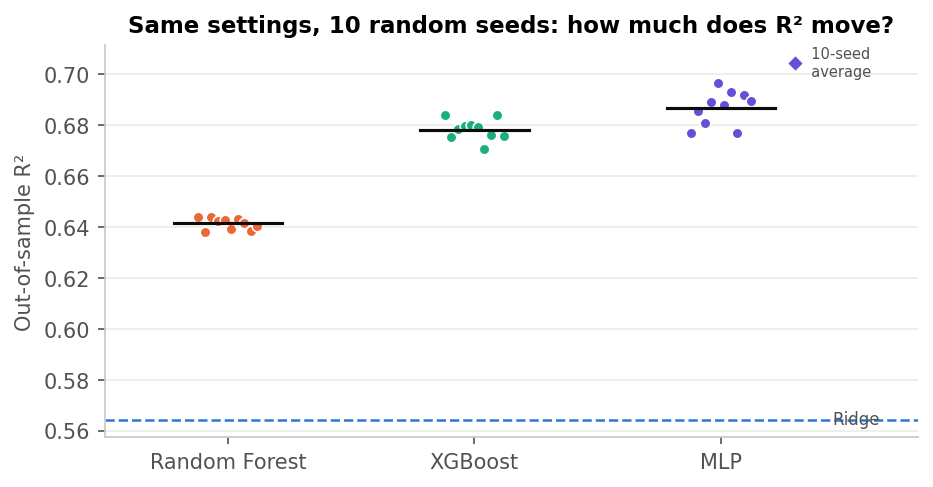 Same settings, 10 random seeds: how much does R² move?
10-seed
average
0.70
0.68
0.66
0.64
0.62
0.60
0.58
0.56
Out-of-sample R²
Ridge
Random Forest
XGBoost
MLP